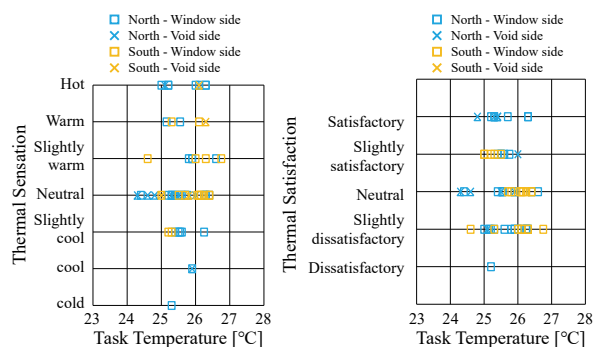 North - Window side
North - Void side
South - Window side
South - Void side
Hot
Warm
Slightly
warm
Neutral
Slightly
cool
cool
cold
Thermal Sensation
23 24 25 26 27 28
Task Temperature [℃]
North - Window side
North - Void side
South - Window side
South - Void side
Satisfactory
Slightly
satisfactory
Neutral
Slightly
dissatisfactory
Dissatisfactory
Thermal Satisfaction
23 24 25 26 27 28
Task Temperature [℃]